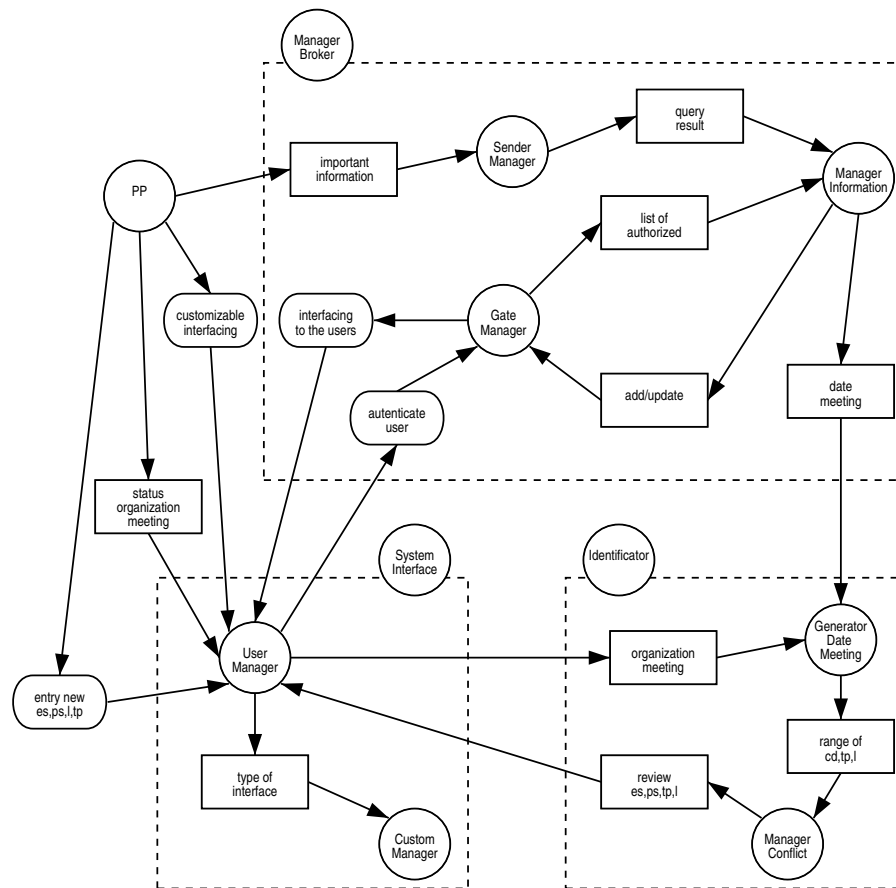 Manager
Broker
query
result
Sender
Manager
important
information
Manager
Information
PP
list of
authorized
customizable
interfacing
interfacing
to the users
Gate
Manager
date
meeting
add/update
autenticate
user
status
organization
meeting
System
Interface
Identificator
User
Manager
organization
meeting
Generator
Date
Meeting
entry new
es,ps,l,tp
type of
interface
review
es,ps,tp,l
range of
cd,tp,l
Custom
Manager
Manager
Conflict